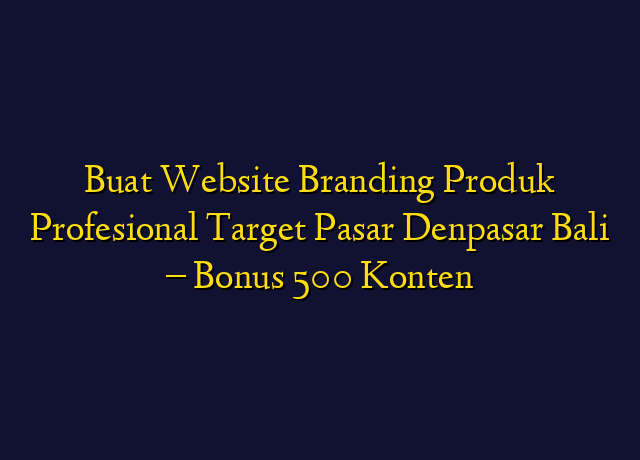 Buat Website Branding Produk
Profesional Target Pasar Denpasar Bali
– Bonus 500 Konten